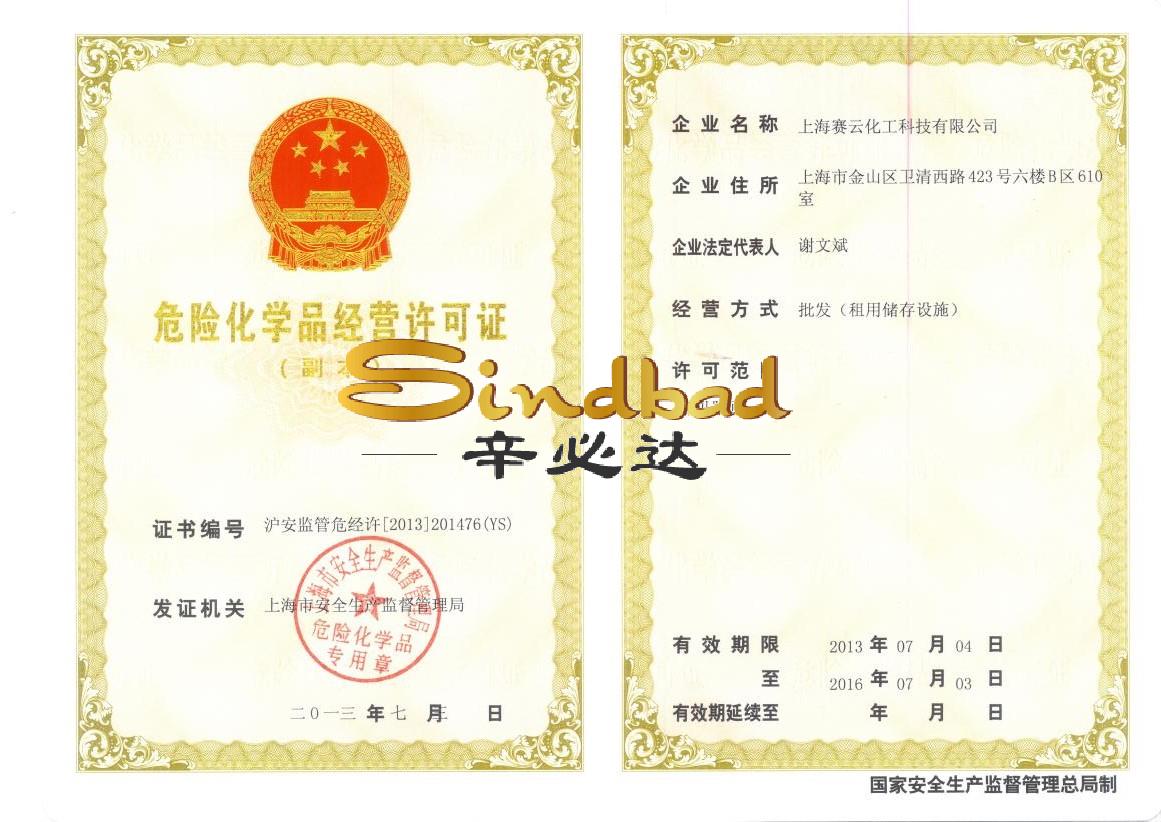 危险化学品经营许可证
（副本）
证书编号 沪安监管危经许[2013]201476(YS)
发证机关 上海市安全生产监督管理局
上海市安全生产监督管理局
危险化学品
专用章
二〇一三 年 七 月 三 日
企业名称 上海赛云化工科技有限公司
企业住所 上海市金山区卫清西路423号六楼B区610
室
企业法定代表人 谢文斌
经营方式 批发（租用储存设施）
许可范
Sindbad
辛必达
有效期限 2013 年 07 月 04 日
至 2016 年 07 月 03 日
有效期延续至 年 月 日
国家安全生产监督管理总局制